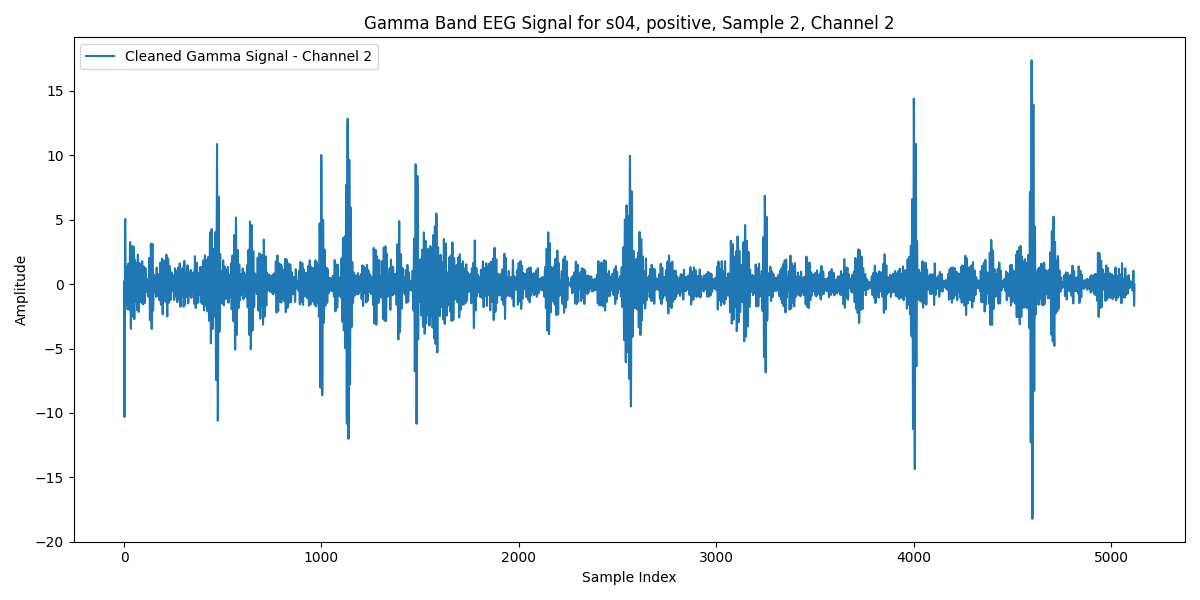 Gamma Band EEG Signal for s04, positive, Sample 2, Channel 2
Cleaned Gamma Signal - Channel 2
Amplitude
15
10
5
0
−5
−10
−15
−20
0 1000 2000 3000 4000 5000
Sample Index